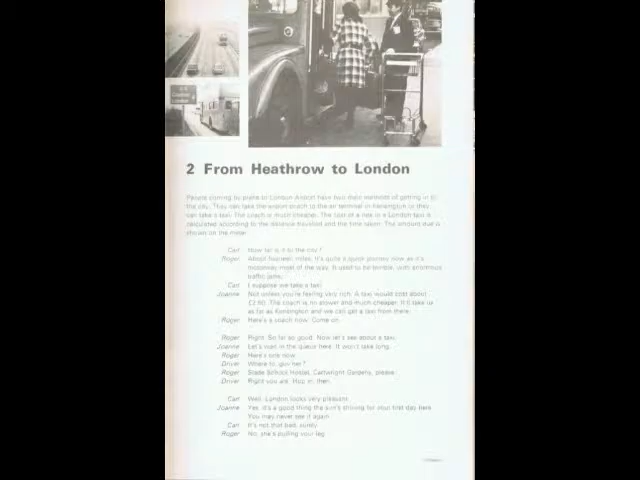 2 From Heathrow to London
People coming by plane to London Airport have two main methods of getting in to
the city. They can take the airport coach to the air terminal in Kensington or they
can take a taxi. The coach is much cheaper. The cost of a ride in a London taxi is
calculated according to the distance travelled and the time taken. The amount due is
shown on the meter.
Carl How far is it to the city?
Roger About fourteen miles. It's quite a quick journey now as it's
motorway most of the way. It used to be terrible, with enormous
traffic jams.
Carl I suppose we take a taxi.
Joanne Not unless you're feeling very rich. A taxi would cost about
The coach is no slower and much cheaper. It'll take us
as far as Kensington and we can get a taxi from there.
Roger Here's a coach now. Come on.
Roger Right. So far so good. Now let's see about a taxi.
Joanne Let's wait in the queue here. It won't take long.
Roger Here's one now.
Driver Where to, guv'ner?
Roger Slade School Hostel, Cartwright Gardens, please.
Driver Right you are. Hop in, then.
Carl Well, London looks very pleasant.
Joanne Yes, it's a good thing the sun's shining for your first day here.
You may never see it again.
Carl It's not that bad, surely.
Roger No, she's pulling your leg.